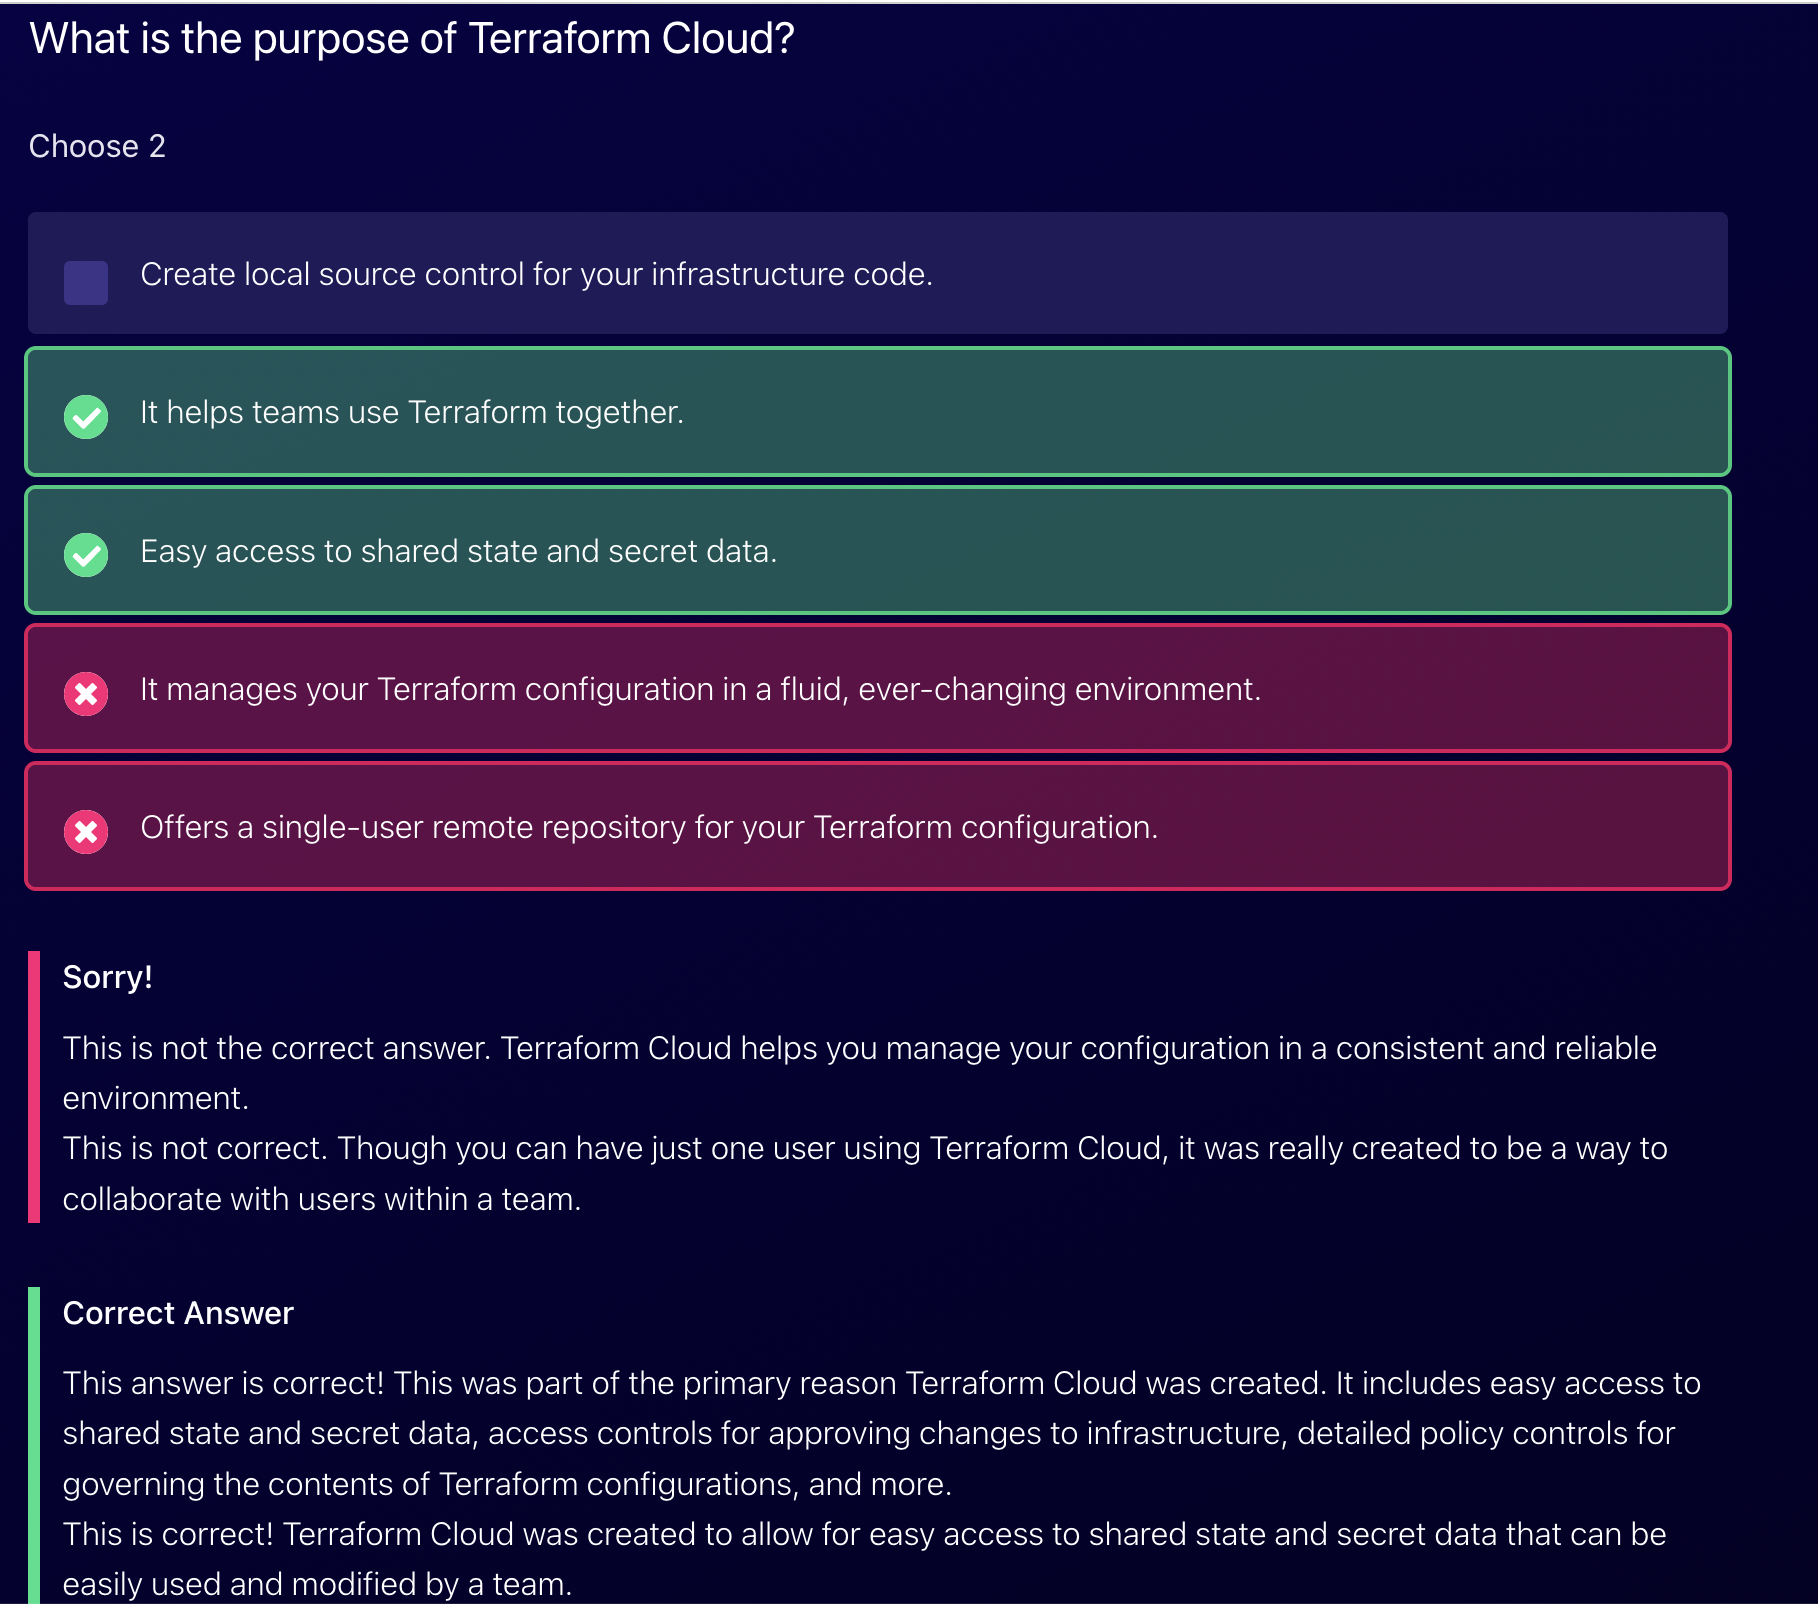 What is the purpose of Terraform Cloud?
Choose 2
Create local source control for your infrastructure code.
It helps teams use Terraform together.
Easy access to shared state and secret data.
It manages your Terraform configuration in a fluid, ever-changing environment.
Offers a single-user remote repository for your Terraform configuration.
Sorry!
This is not the correct answer. Terraform Cloud helps you manage your configuration in a consistent and reliable
environment.
This is not correct. Though you can have just one user using Terraform Cloud, it was really created to be a way to
collaborate with users within a team.
Correct Answer
This answer is correct! This was part of the primary reason Terraform Cloud was created. It includes easy access to
shared state and secret data, access controls for approving changes to infrastructure, detailed policy controls for
governing the contents of Terraform configurations, and more.
This is correct! Terraform Cloud was created to allow for easy access to shared state and secret data that can be
easily used and modified by a team.